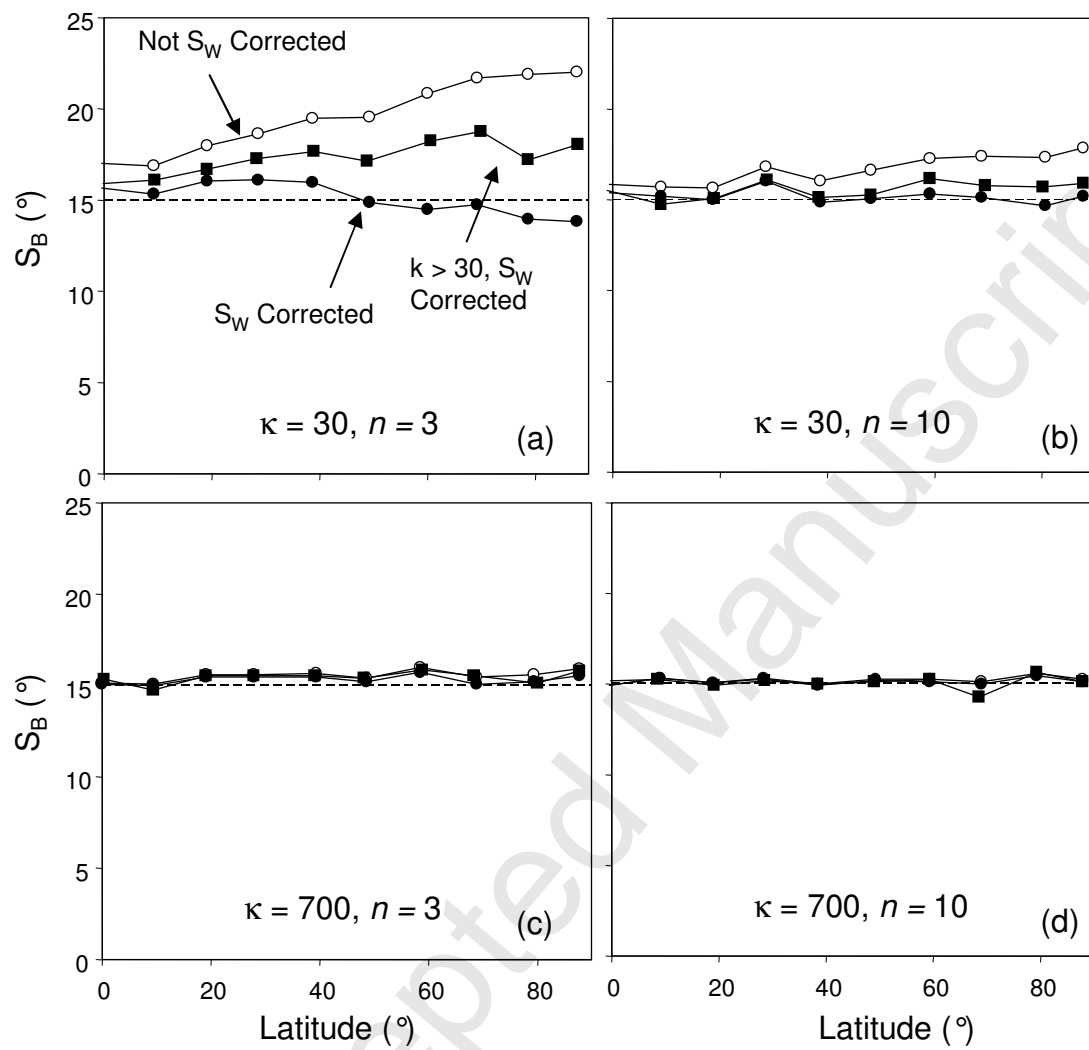 25
20
15
10
5
0
S_B (°)
Not S_W Corrected
S_W Corrected
k > 30, S_W
Corrected
κ = 30, n = 3
(a)
κ = 30, n = 10
(b)
25
20
15
10
5
0
S_B (°)
κ = 700, n = 3
(c)
κ = 700, n = 10
(d)
0 20 40 60 80
0 20 40 60 80
Latitude (°)
Latitude (°)
epted Manuscrip